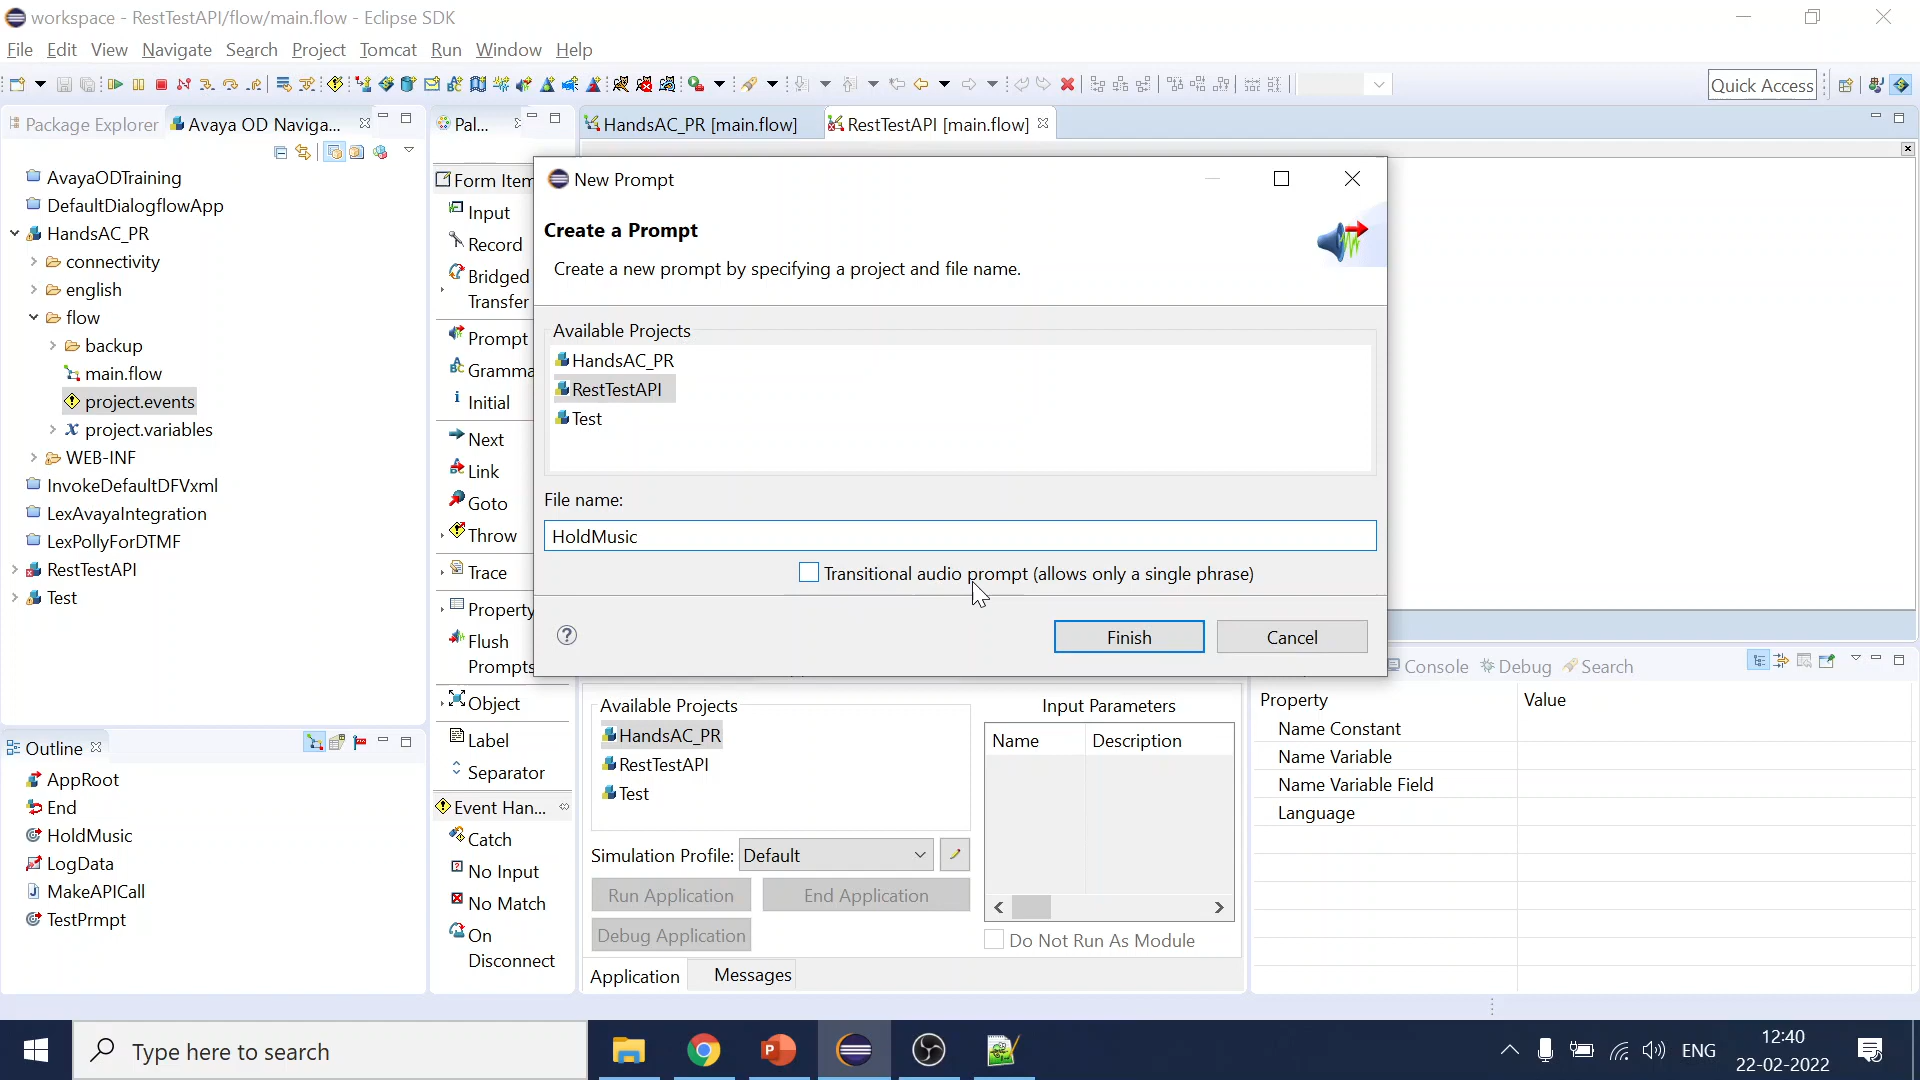 workspace - RestTestAPI/flow/main.flow - Eclipse SDK
File Edit View Navigate Search Project Tomcat Run Window Help
Quick Access
Package Explorer
Avaya OD Naviga...
Pal...
HandsAC_PR [main.flow]
RestTestAPI [main.flow]
AvayaODTraining
DefaultDialogflowApp
HandsAC_PR
connectivity
english
flow
backup
main.flow
project.events
project.variables
WEB-INF
InvokeDefaultDFVxml
LexAvayaIntegration
LexPollyForDTMF
RestTestAPI
Test
Outline
AppRoot
End
HoldMusic
LogData
MakeAPICall
TestPrmpt
Form Item
Input
Record
Bridged
Transfer
Prompt
Gramma
Initial
Next
Link
Goto
Throw
Trace
Property
Flush
Prompts
Object
Label
Separator
Event Han...
Catch
No Input
No Match
On
Disconnect
New Prompt
Create a Prompt
Create a new prompt by specifying a project and file name.
Available Projects
HandsAC_PR
RestTestAPI
Test
File name:
HoldMusic
Transitional audio prompt (allows only a single phrase)
Finish
Cancel
Available Projects
HandsAC_PR
RestTestAPI
Test
Simulation Profile: Default
Run Application
End Application
Debug Application
Input Parameters
Name Description
Do Not Run As Module
Application
Messages
Console
Debug
Search
Property Value
Name Constant
Name Variable
Name Variable Field
Language
Type here to search
ENG
12:40
22-02-2022